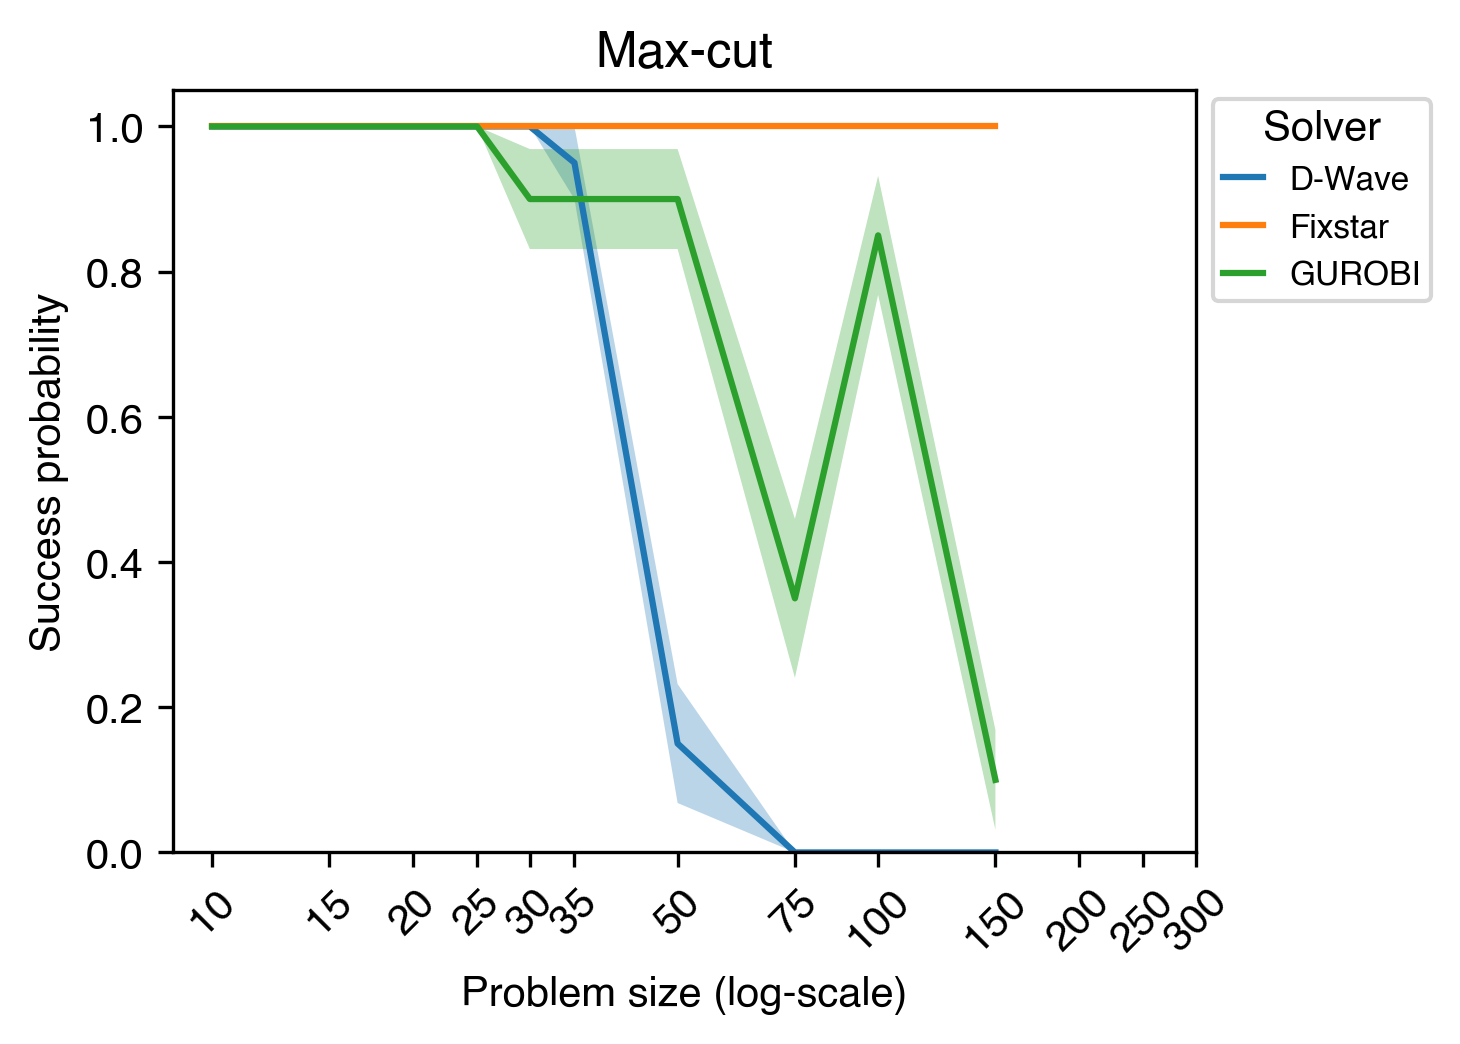 Max-cut
Solver
D-Wave
Fixstar
GUROBI
Success probability
1.0
0.8
0.6
0.4
0.2
0.0
10 15 20 25 30 35 50 75 100 150 200 250 300
Problem size (log-scale)